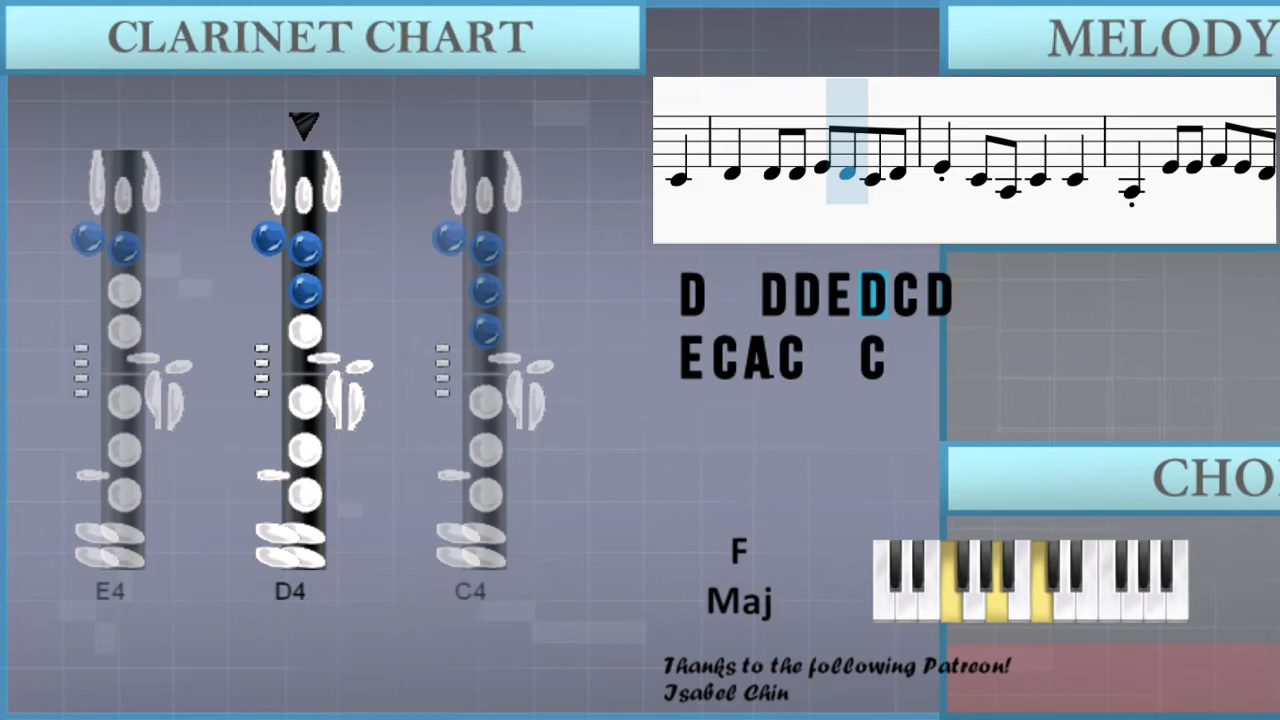 CLARINET CHART
MELODY
D DDEDCD
ECAC C
E4 D4 C4
CHO
F
Maj
Thanks to the following Patreon!
Isabel Chin